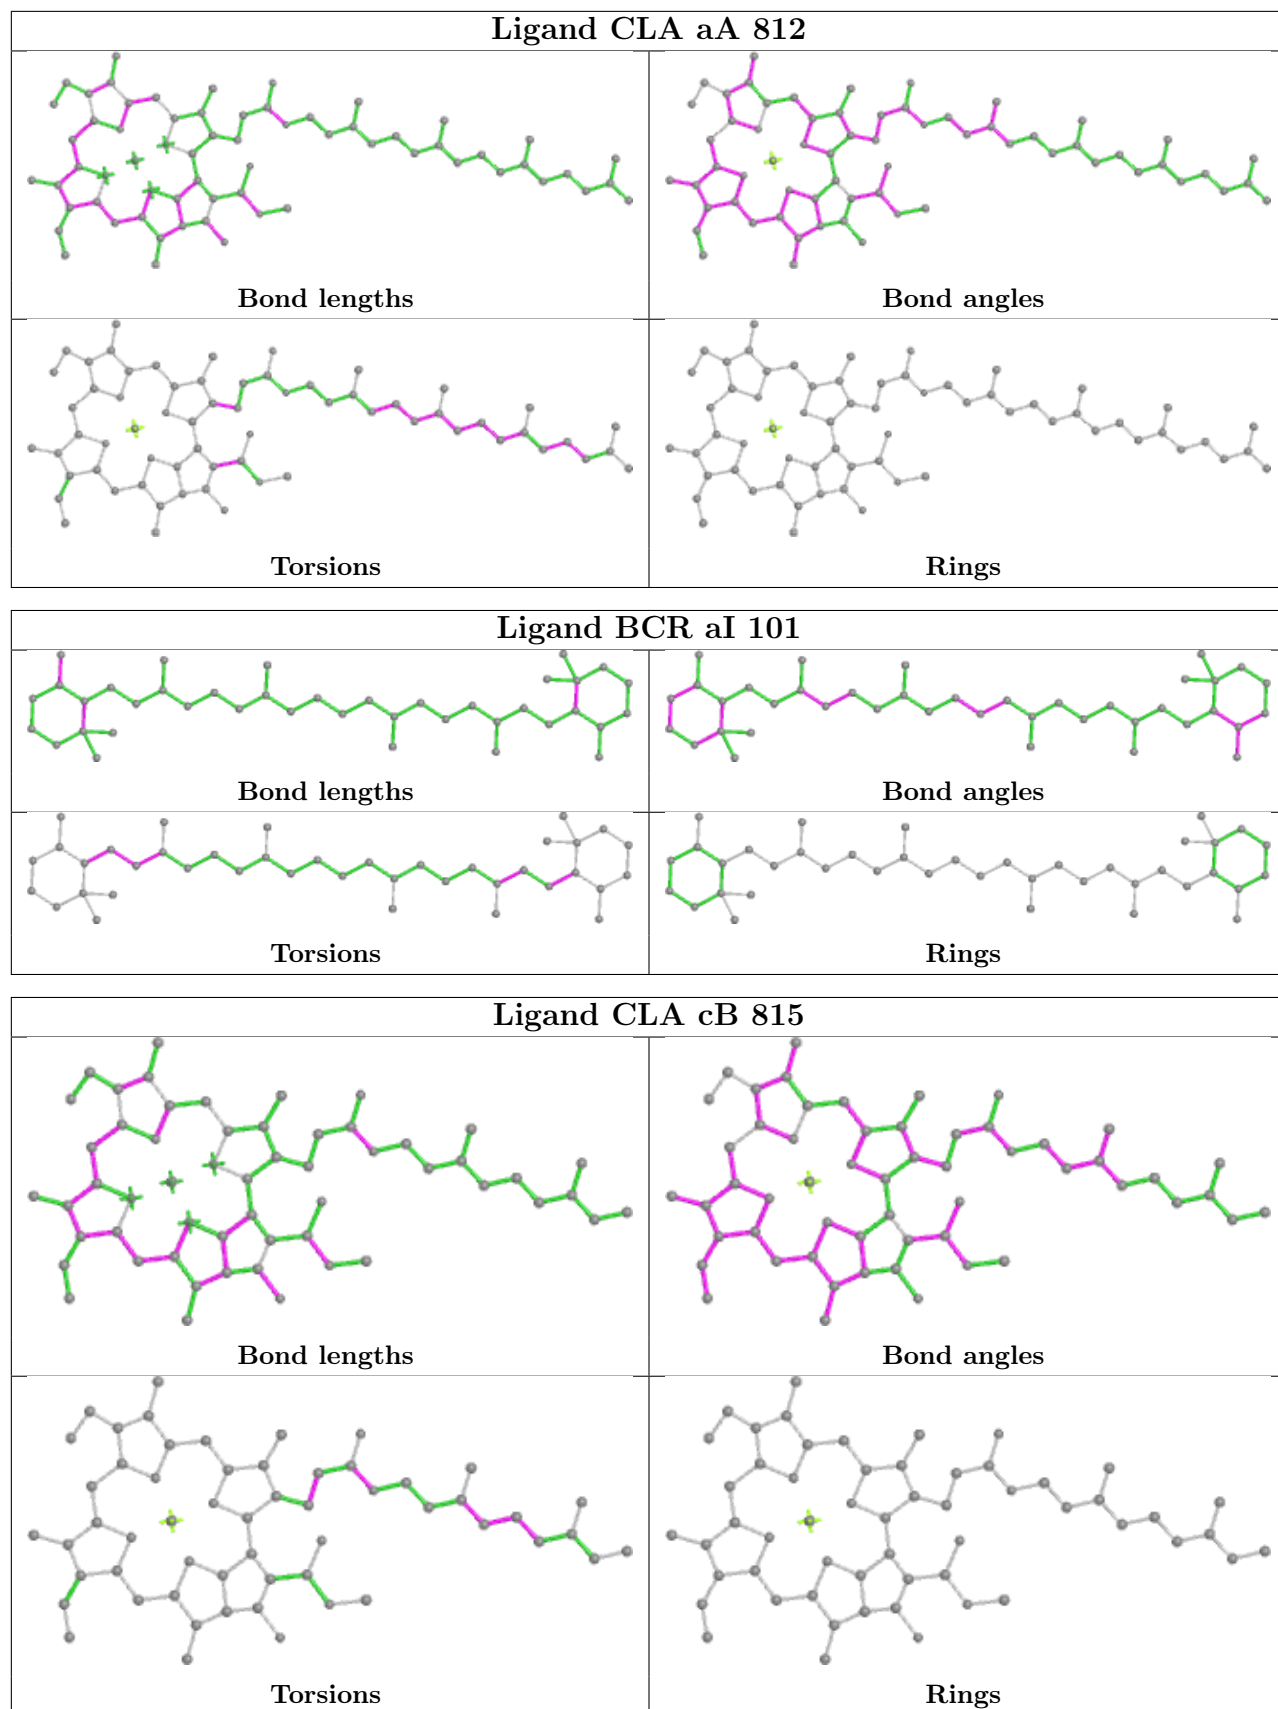 Ligand CLA aA 812
Bond lengths
Bond angles
Torsions
Rings
Ligand BCR aI 101
Bond lengths
Bond angles
Torsions
Rings
Ligand CLA cB 815
Bond lengths
Bond angles
Torsions
Rings